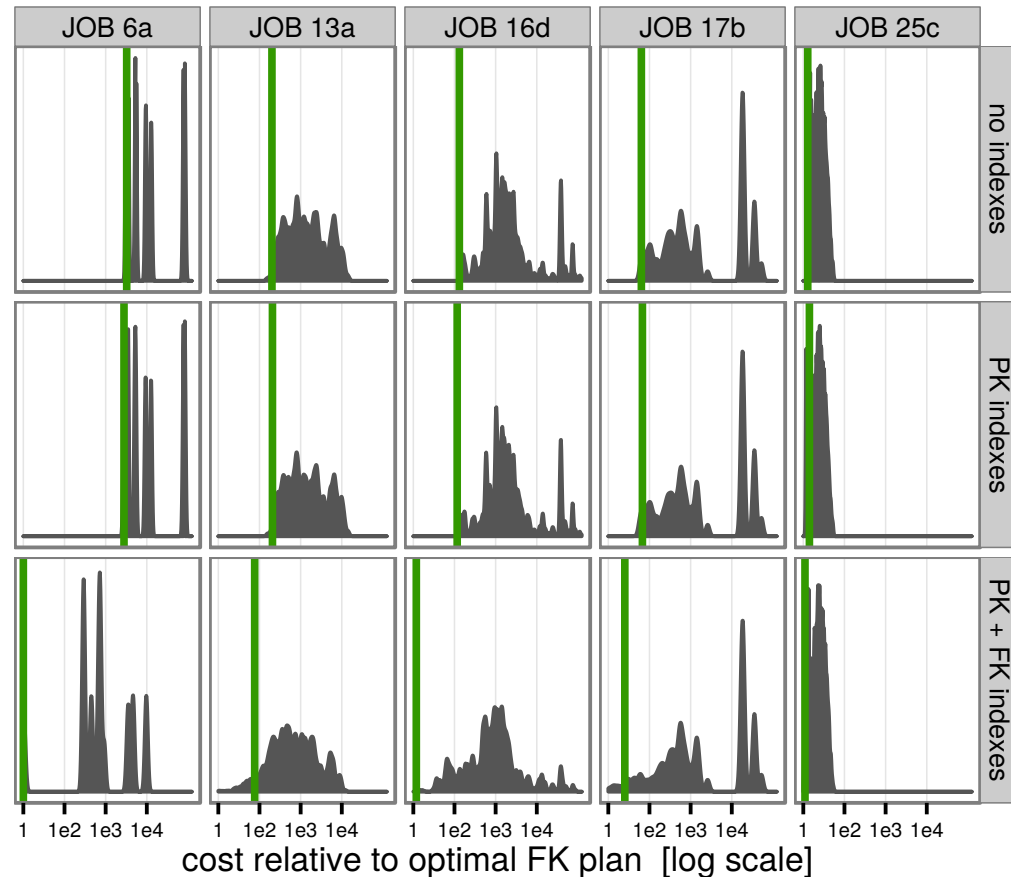 JOB 6a JOB 13a JOB 16d JOB 17b JOB 25c
no indexes
PK indexes
PK + FK indexes
1 1e2 1e3 1e4 1 1e2 1e3 1e4 1 1e2 1e3 1e4 1 1e2 1e3 1e4 1 1e2 1e3 1e4
cost relative to optimal FK plan [log scale]